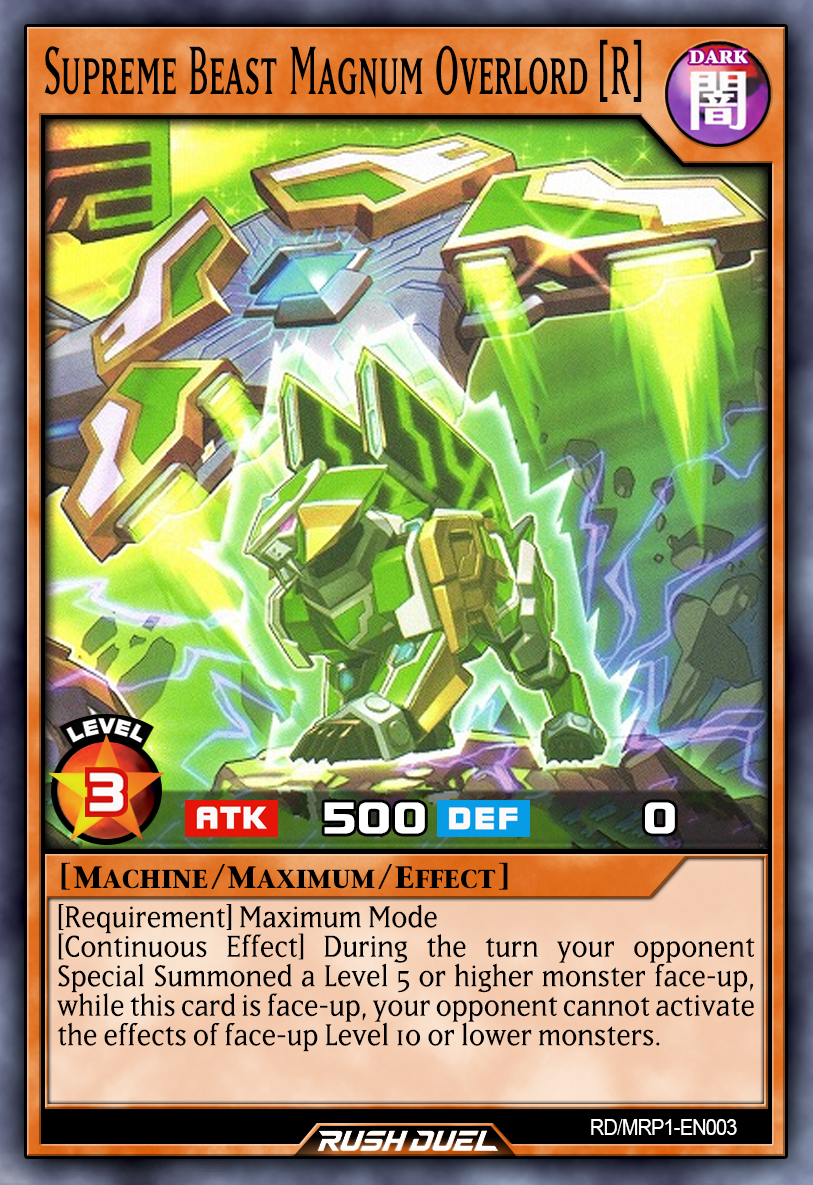 Supreme Beast Magnum Overlord [R]
DARK
闇
LEVEL
3
ATK 500 DEF 0
[Machine/Maximum/Effect]
[Requirement] Maximum Mode
[Continuous Effect] During the turn your opponent
Special Summoned a Level 5 or higher monster face-up,
while this card is face-up, your opponent cannot activate
the effects of face-up Level 10 or lower monsters.
RUSH DUEL
RD/MRP1-EN003